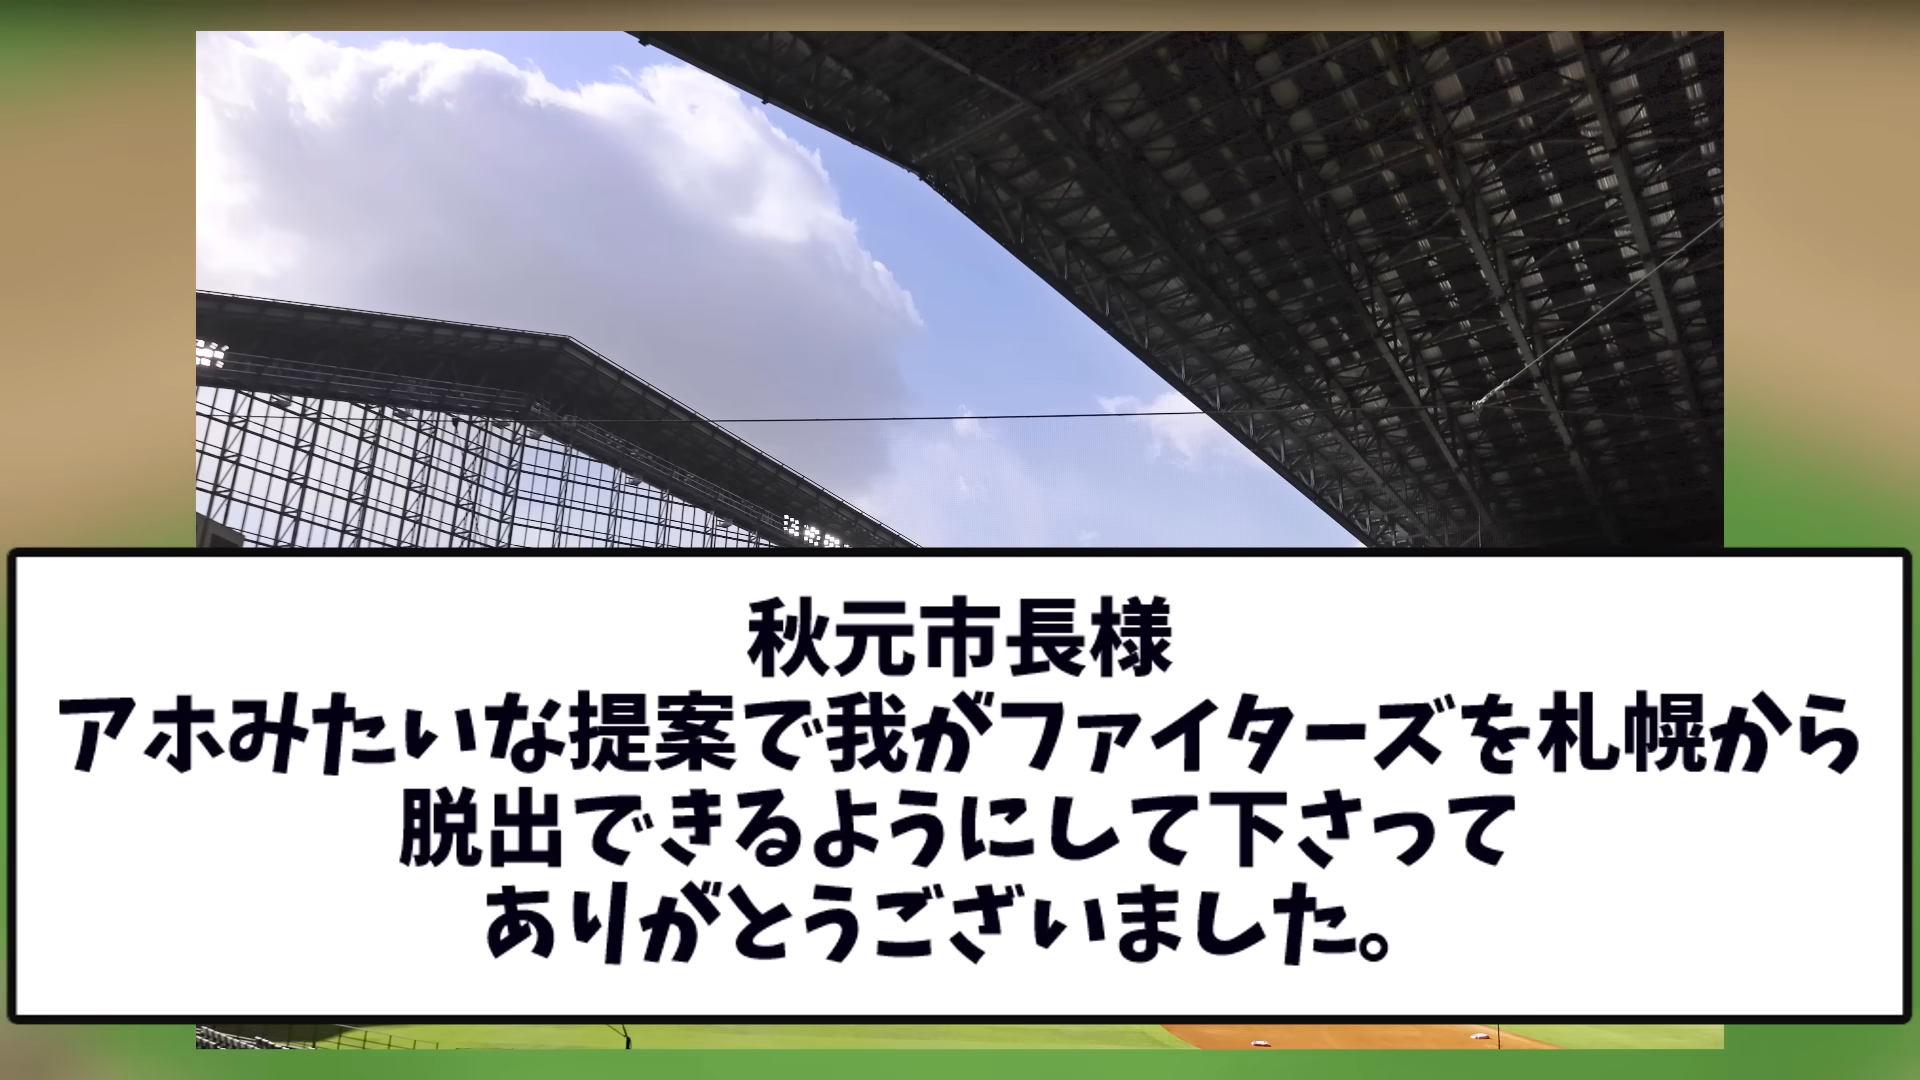 秋元市長様
アホみたいな提案で我がファイターズを札幌から
脱出できるようにして下さって
ありがとうございました。